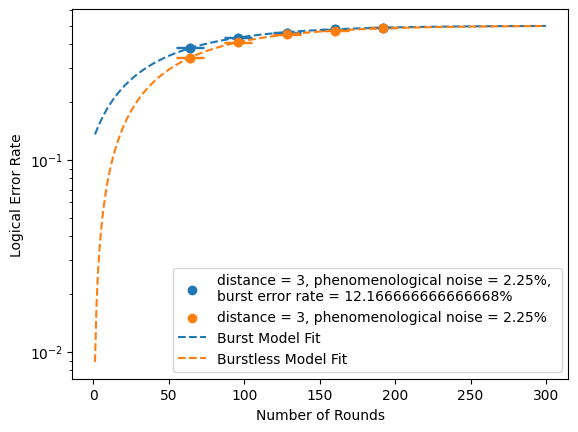 Logical Error Rate
10⁻¹
10⁻²
distance = 3, phenomenological noise = 2.25%,
burst error rate = 12.166666666666668%
distance = 3, phenomenological noise = 2.25%
Burst Model Fit
Burstless Model Fit
0 50 100 150 200 250 300
Number of Rounds